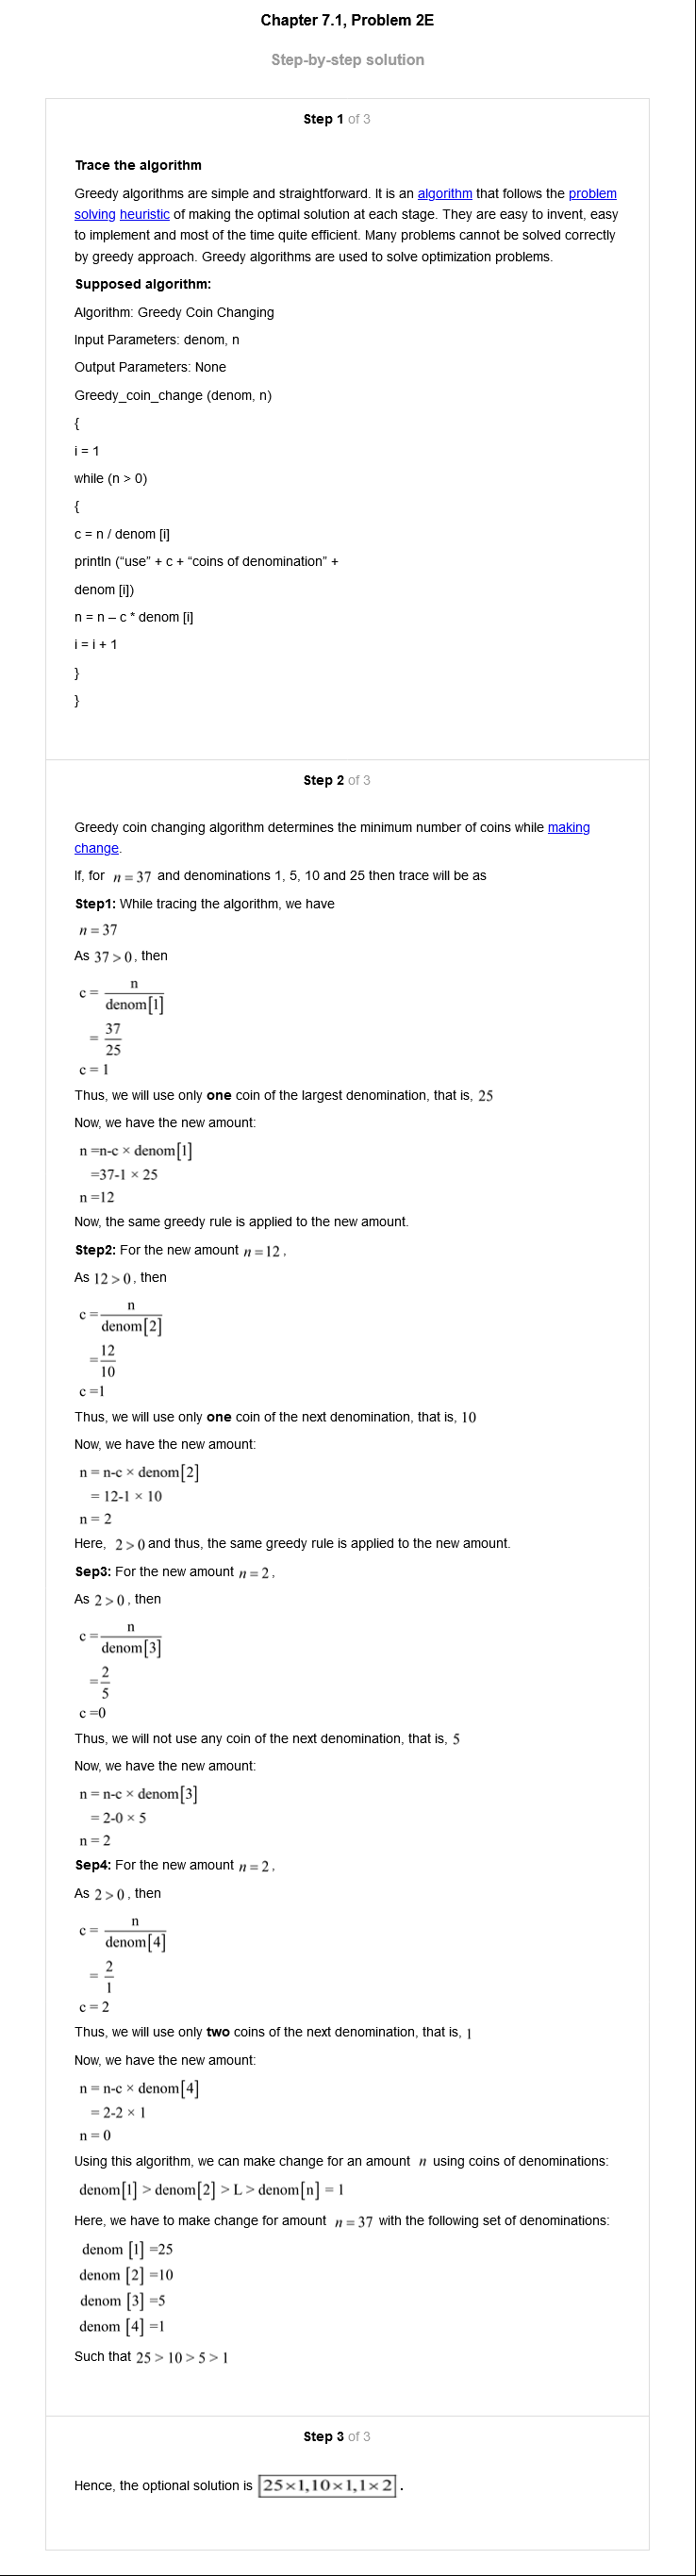 Chapter 7.1, Problem 2E
Step-by-step solution
Step 1 of 3
Trace the algorithm
Greedy algorithms are simple and straightforward. It is an algorithm that follows the problem
solving heuristic of making the optimal solution at each stage. They are easy to invent, easy
to implement and most of the time quite efficient. Many problems cannot be solved correctly
by greedy approach. Greedy algorithms are used to solve optimization problems.
Supposed algorithm:
Algorithm: Greedy Coin Changing
Input Parameters: denom, n
Output Parameters: None
Greedy_coin_change (denom, n)
{
i = 1
while (n > 0)
{
c = n / denom [i]
println (“use” + c + “coins of denomination” +
denom [i])
n = n – c * denom [i]
i = i + 1
}
}
Step 2 of 3
Greedy coin changing algorithm determines the minimum number of coins while making
change.
If, for n = 37 and denominations 1, 5, 10 and 25 then trace will be as
Step1: While tracing the algorithm, we have
n = 37
As 37 > 0, then
c = n / denom[1]
= 37 / 25
c = 1
Thus, we will use only one coin of the largest denomination, that is, 25
Now, we have the new amount:
n =n-c × denom[1]
=37-1 × 25
n =12
Now, the same greedy rule is applied to the new amount.
Step2: For the new amount n = 12 .
As 12 > 0, then
c = n / denom[2]
= 12 / 10
c =1
Thus, we will use only one coin of the next denomination, that is, 10
Now, we have the new amount:
n = n-c × denom[2]
= 12-1 × 10
n = 2
Here, 2 > 0 and thus, the same greedy rule is applied to the new amount.
Sep3: For the new amount n = 2 .
As 2 > 0, then
c = n / denom[3]
= 2 / 5
c =0
Thus, we will not use any coin of the next denomination, that is, 5
Now, we have the new amount:
n = n-c × denom[3]
= 2-0 × 5
n = 2
Sep4: For the new amount n = 2 .
As 2 > 0, then
c = n / denom[4]
= 2 / 1
c = 2
Thus, we will use only two coins of the next denomination, that is, 1
Now, we have the new amount:
n = n-c × denom[4]
= 2-2 × 1
n = 0
Using this algorithm, we can make change for an amount n using coins of denominations:
denom[1] > denom[2] > L > denom[n] = 1
Here, we have to make change for amount n = 37 with the following set of denominations:
denom [1] =25
denom [2] =10
denom [3] =5
denom [4] =1
Such that 25 > 10 > 5 > 1
Step 3 of 3
Hence, the optional solution is 25×1,10×1,1×2 .